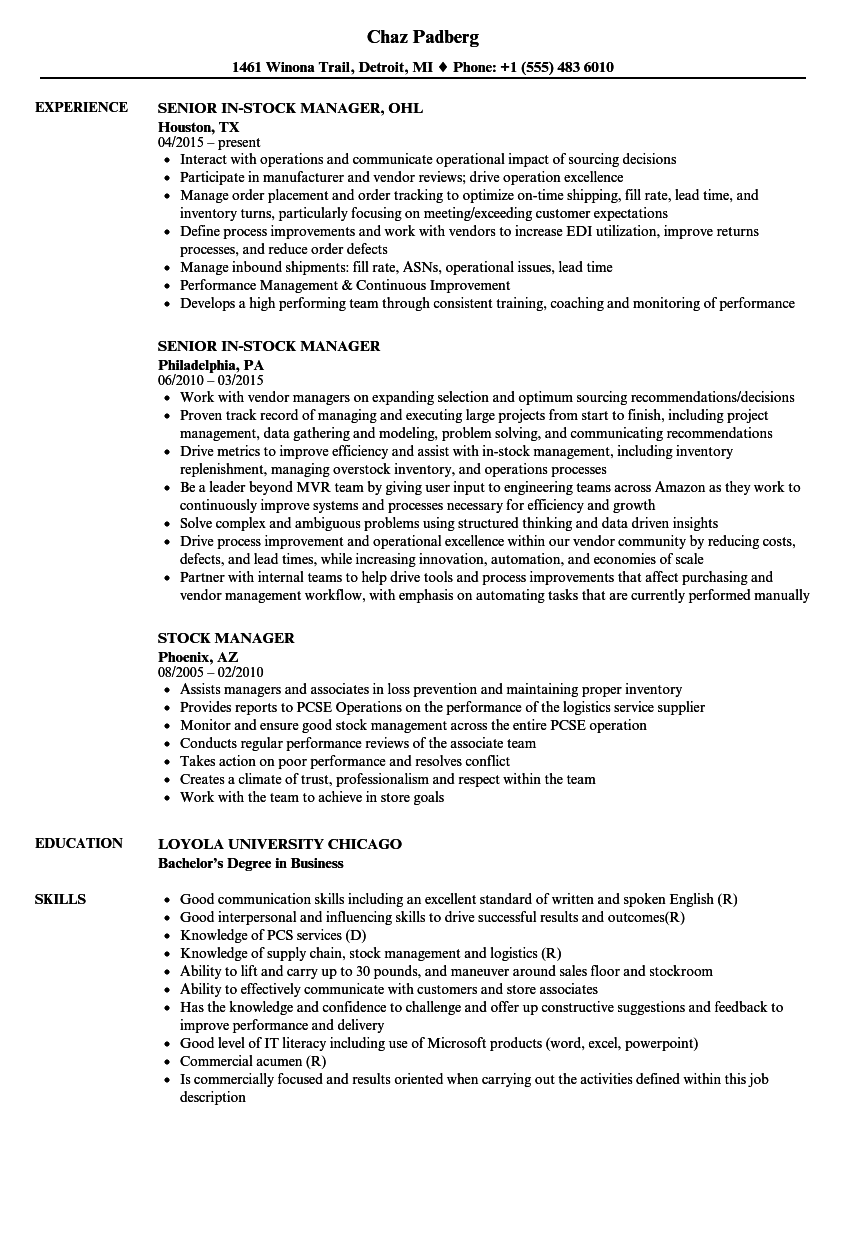 Chaz Padberg
1461 Winona Trail, Detroit, MI ♦ Phone: +1 (555) 483 6010
EXPERIENCE
SENIOR IN-STOCK MANAGER, OHL
Houston, TX
04/2015 – present
• Interact with operations and communicate operational impact of sourcing decisions
• Participate in manufacturer and vendor reviews; drive operation excellence
• Manage order placement and order tracking to optimize on-time shipping, fill rate, lead time, and
inventory turns, particularly focusing on meeting/exceeding customer expectations
• Define process improvements and work with vendors to increase EDI utilization, improve returns
processes, and reduce order defects
• Manage inbound shipments: fill rate, ASNs, operational issues, lead time
• Performance Management & Continuous Improvement
• Develops a high performing team through consistent training, coaching and monitoring of performance
SENIOR IN-STOCK MANAGER
Philadelphia, PA
06/2010 – 03/2015
• Work with vendor managers on expanding selection and optimum sourcing recommendations/decisions
• Proven track record of managing and executing large projects from start to finish, including project
management, data gathering and modeling, problem solving, and communicating recommendations
• Drive metrics to improve efficiency and assist with in-stock management, including inventory
replenishment, managing overstock inventory, and operations processes
• Be a leader beyond MVR team by giving user input to engineering teams across Amazon as they work to
continuously improve systems and processes necessary for efficiency and growth
• Solve complex and ambiguous problems using structured thinking and data driven insights
• Drive process improvement and operational excellence within our vendor community by reducing costs,
defects, and lead times, while increasing innovation, automation, and economies of scale
• Partner with internal teams to help drive tools and process improvements that affect purchasing and
vendor management workflow, with emphasis on automating tasks that are currently performed manually
STOCK MANAGER
Phoenix, AZ
08/2005 – 02/2010
• Assists managers and associates in loss prevention and maintaining proper inventory
• Provides reports to PCSE Operations on the performance of the logistics service supplier
• Monitor and ensure good stock management across the entire PCSE operation
• Conducts regular performance reviews of the associate team
• Takes action on poor performance and resolves conflict
• Creates a climate of trust, professionalism and respect within the team
• Work with the team to achieve in store goals
EDUCATION
LOYOLA UNIVERSITY CHICAGO
Bachelor's Degree in Business
SKILLS
• Good communication skills including an excellent standard of written and spoken English (R)
• Good interpersonal and influencing skills to drive successful results and outcomes(R)
• Knowledge of PCS services (D)
• Knowledge of supply chain, stock management and logistics (R)
• Ability to lift and carry up to 30 pounds, and maneuver around sales floor and stockroom
• Ability to effectively communicate with customers and store associates
• Has the knowledge and confidence to challenge and offer up constructive suggestions and feedback to
improve performance and delivery
• Good level of IT literacy including use of Microsoft products (word, excel, powerpoint)
• Commercial acumen (R)
• Is commercially focused and results oriented when carrying out the activities defined within this job
description